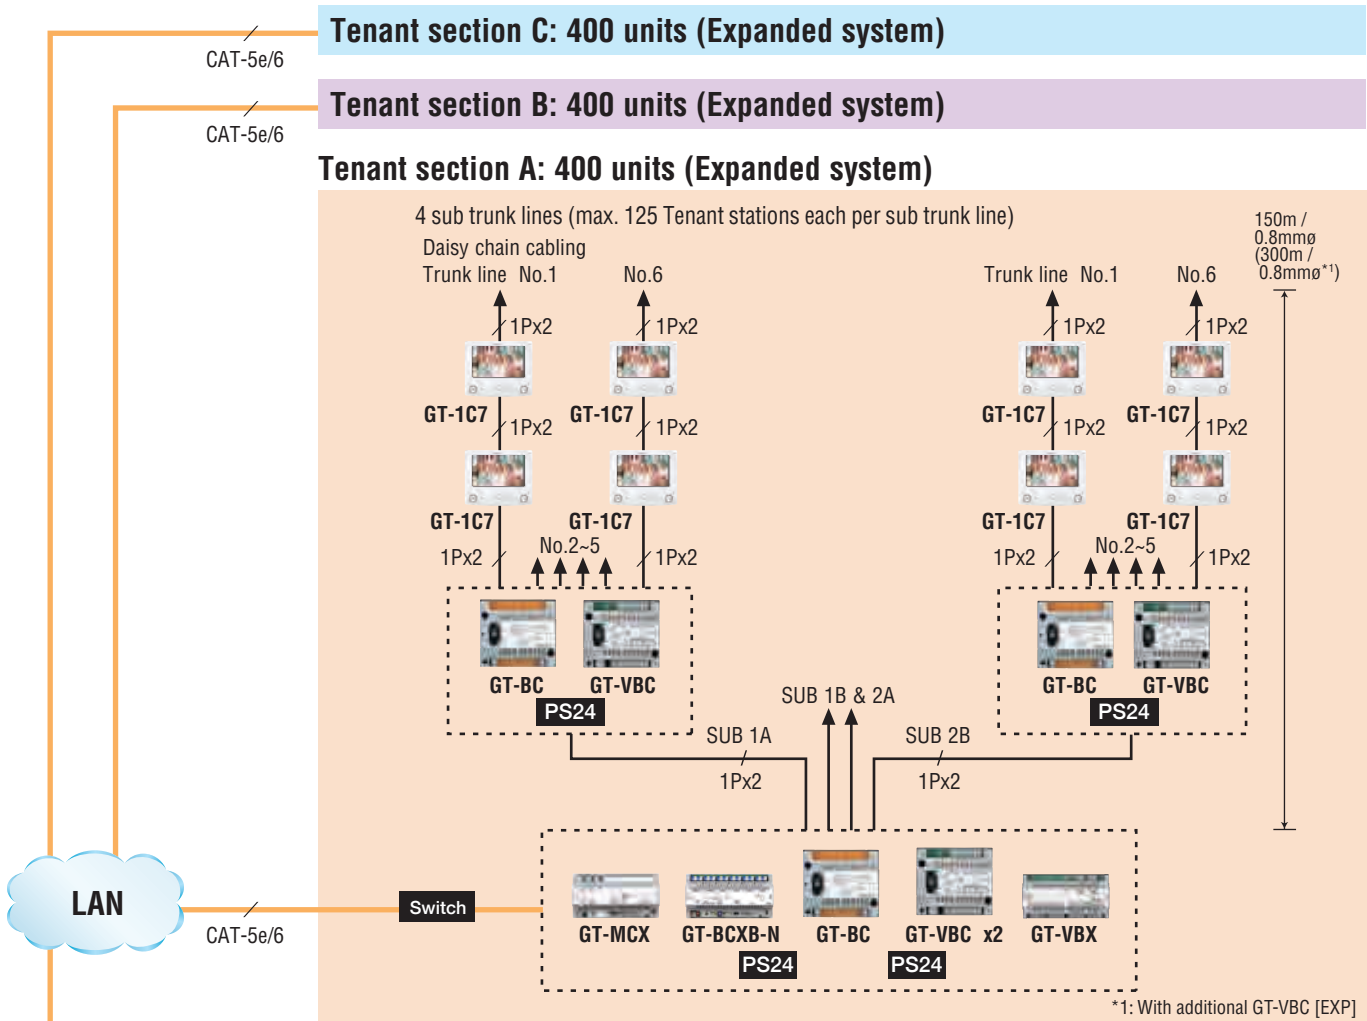 Tenant section C: 400 units (Expanded system)
CAT-5e/6
Tenant section B: 400 units (Expanded system)
CAT-5e/6
Tenant section A: 400 units (Expanded system)
4 sub trunk lines (max. 125 Tenant stations each per sub trunk line)
150m /
0.8mmø
(300m /
0.8mmø*1)
Daisy chain cabling
Trunk line No.1
No.6
Trunk line No.1
No.6
1Px2
1Px2
1Px2
1Px2
GT-1C7
GT-1C7
GT-1C7
GT-1C7
1Px2
1Px2
1Px2
1Px2
GT-1C7
GT-1C7
GT-1C7
GT-1C7
1Px2
No.2~5
1Px2
1Px2
No.2~5
1Px2
GT-BC
GT-VBC
GT-BC
GT-VBC
PS24
PS24
SUB 1B & 2A
SUB 1A
SUB 2B
1Px2
1Px2
LAN
CAT-5e/6
Switch
GT-MCX
GT-BCXB-N
GT-BC
GT-VBC x2
GT-VBX
PS24
PS24
*1: With additional GT-VBC [EXP]